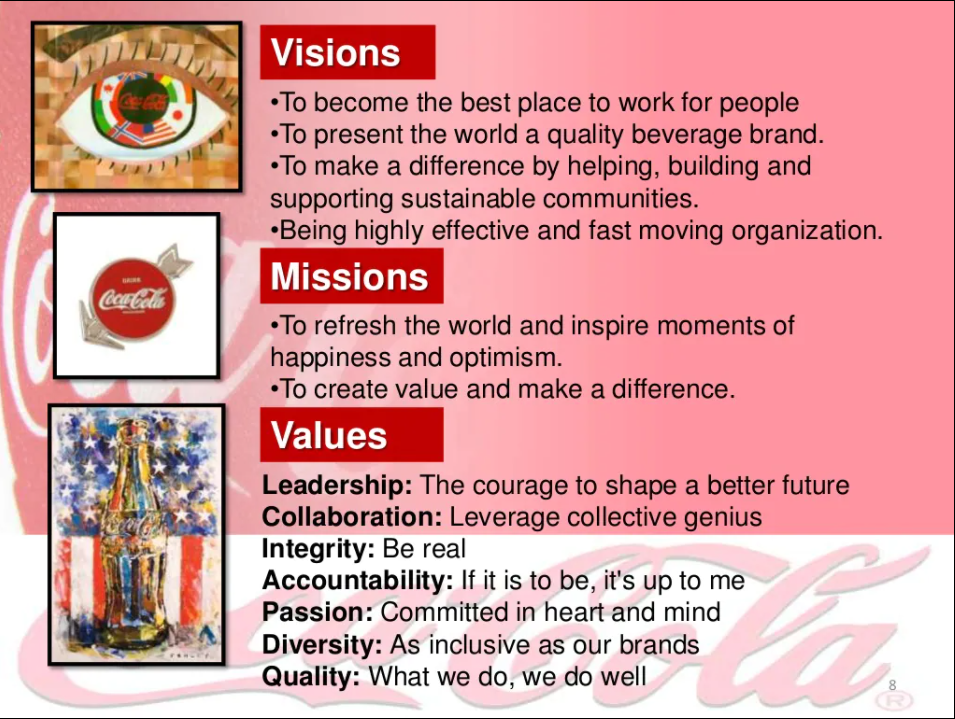 Visions
•To become the best place to work for people
•To present the world a quality beverage brand.
•To make a difference by helping, building and
supporting sustainable communities.
•Being highly effective and fast moving organization.
Missions
•To refresh the world and inspire moments of
happiness and optimism.
•To create value and make a difference.
Values
Leadership: The courage to shape a better future
Collaboration: Leverage collective genius
Integrity: Be real
Accountability: If it is to be, it's up to me
Passion: Committed in heart and mind
Diversity: As inclusive as our brands
Quality: What we do, we do well
Coca-Cola
DRINK
Coca-Cola
Coca-Cola
Coca-Cola
®
8